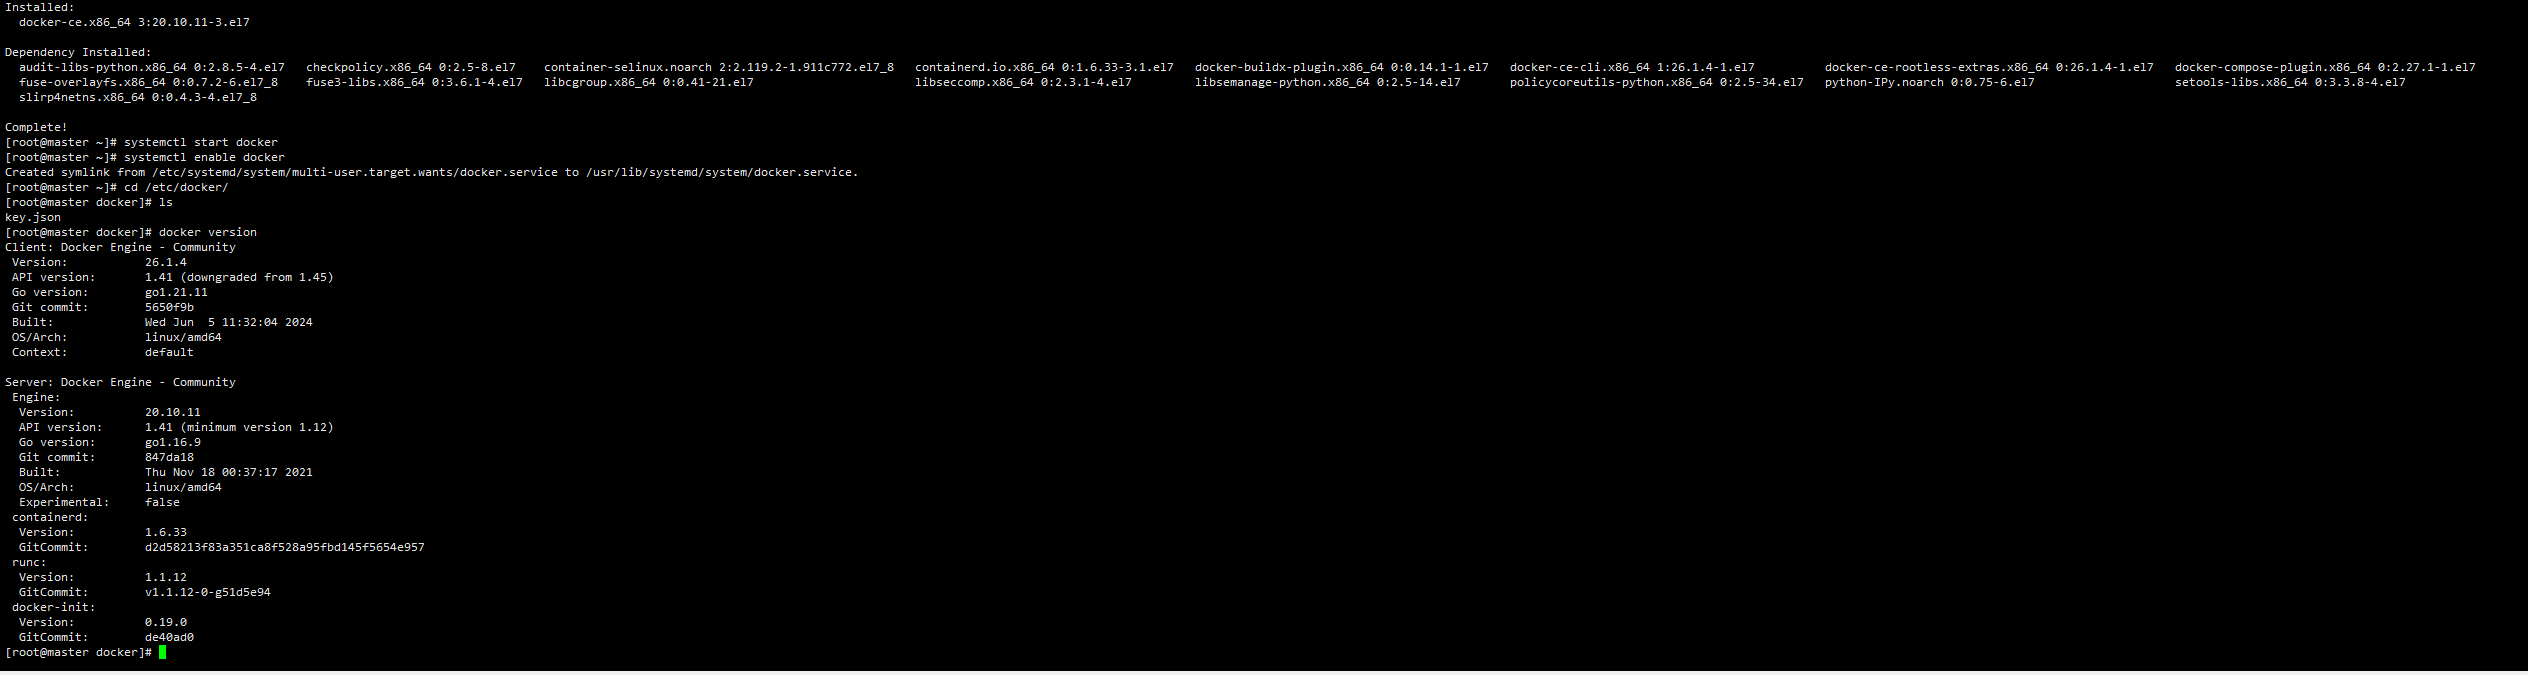 Installed:
docker-ce.x86_64 3:20.10.11-3.el7
Dependency Installed:
audit-libs-python.x86_64 0:2.8.5-4.el7 checkpolicy.x86_64 0:2.5-8.el7 container-selinux.noarch 2:2.119.2-1.911c772.el7_8 containerd.io.x86_64 0:1.6.33-3.1.el7 docker-buildx-plugin.x86_64 0:0.14.1-1.el7 docker-ce-cli.x86_64 1:26.1.4-1.el7 docker-ce-rootless-extras.x86_64 0:26.1.4-1.el7 docker-compose-plugin.x86_64 0:2.27.1-1.el7
fuse-overlayfs.x86_64 0:0.7.2-6.el7_8 fuse3-libs.x86_64 0:3.6.1-4.el7 libcgroup.x86_64 0:0.41-21.el7 libseccomp.x86_64 0:2.3.1-4.el7 libsemanage-python.x86_64 0:2.5-14.el7 policycoreutils-python.x86_64 0:2.5-34.el7 python-IPy.noarch 0:0.75-6.el7 setools-libs.x86_64 0:3.3.8-4.el7
slirp4netns.x86_64 0:0.4.3-4.el7_8
Complete!
[root@master ~]# systemctl start docker
[root@master ~]# systemctl enable docker
Created symlink from /etc/systemd/system/multi-user.target.wants/docker.service to /usr/lib/systemd/system/docker.service.
[root@master ~]# cd /etc/docker/
[root@master docker]# ls
key.json
[root@master docker]# docker version
Client: Docker Engine - Community
Version: 26.1.4
API version: 1.41 (downgraded from 1.45)
Go version: go1.21.11
Git commit: 5650f9b
Built: Wed Jun 5 11:32:04 2024
OS/Arch: linux/amd64
Context: default
Server: Docker Engine - Community
Engine:
Version: 20.10.11
API version: 1.41 (minimum version 1.12)
Go version: go1.16.9
Git commit: 847da18
Built: Thu Nov 18 00:37:17 2021
OS/Arch: linux/amd64
Experimental: false
containerd:
Version: 1.6.33
GitCommit: d2d58213f83a351ca8f528a95fbd145f5654e957
runc:
Version: 1.1.12
GitCommit: v1.1.12-0-g51d5e94
docker-init:
Version: 0.19.0
GitCommit: de40ad0
[root@master docker]#